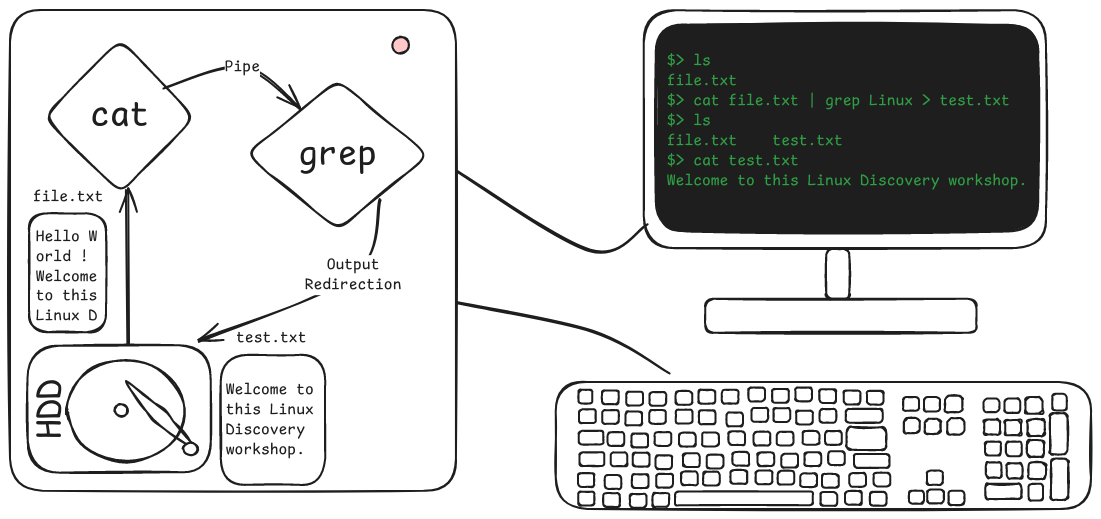 cat
Pipe
grep
file.txt
Hello W
orld !
Welcome
to this
Linux D
Output
Redirection
test.txt
HDD
Welcome to
this Linux
Discovery
workshop.
$> ls
file.txt
$> cat file.txt | grep Linux > test.txt
$> ls
file.txt    test.txt
$> cat test.txt
Welcome to this Linux Discovery workshop.